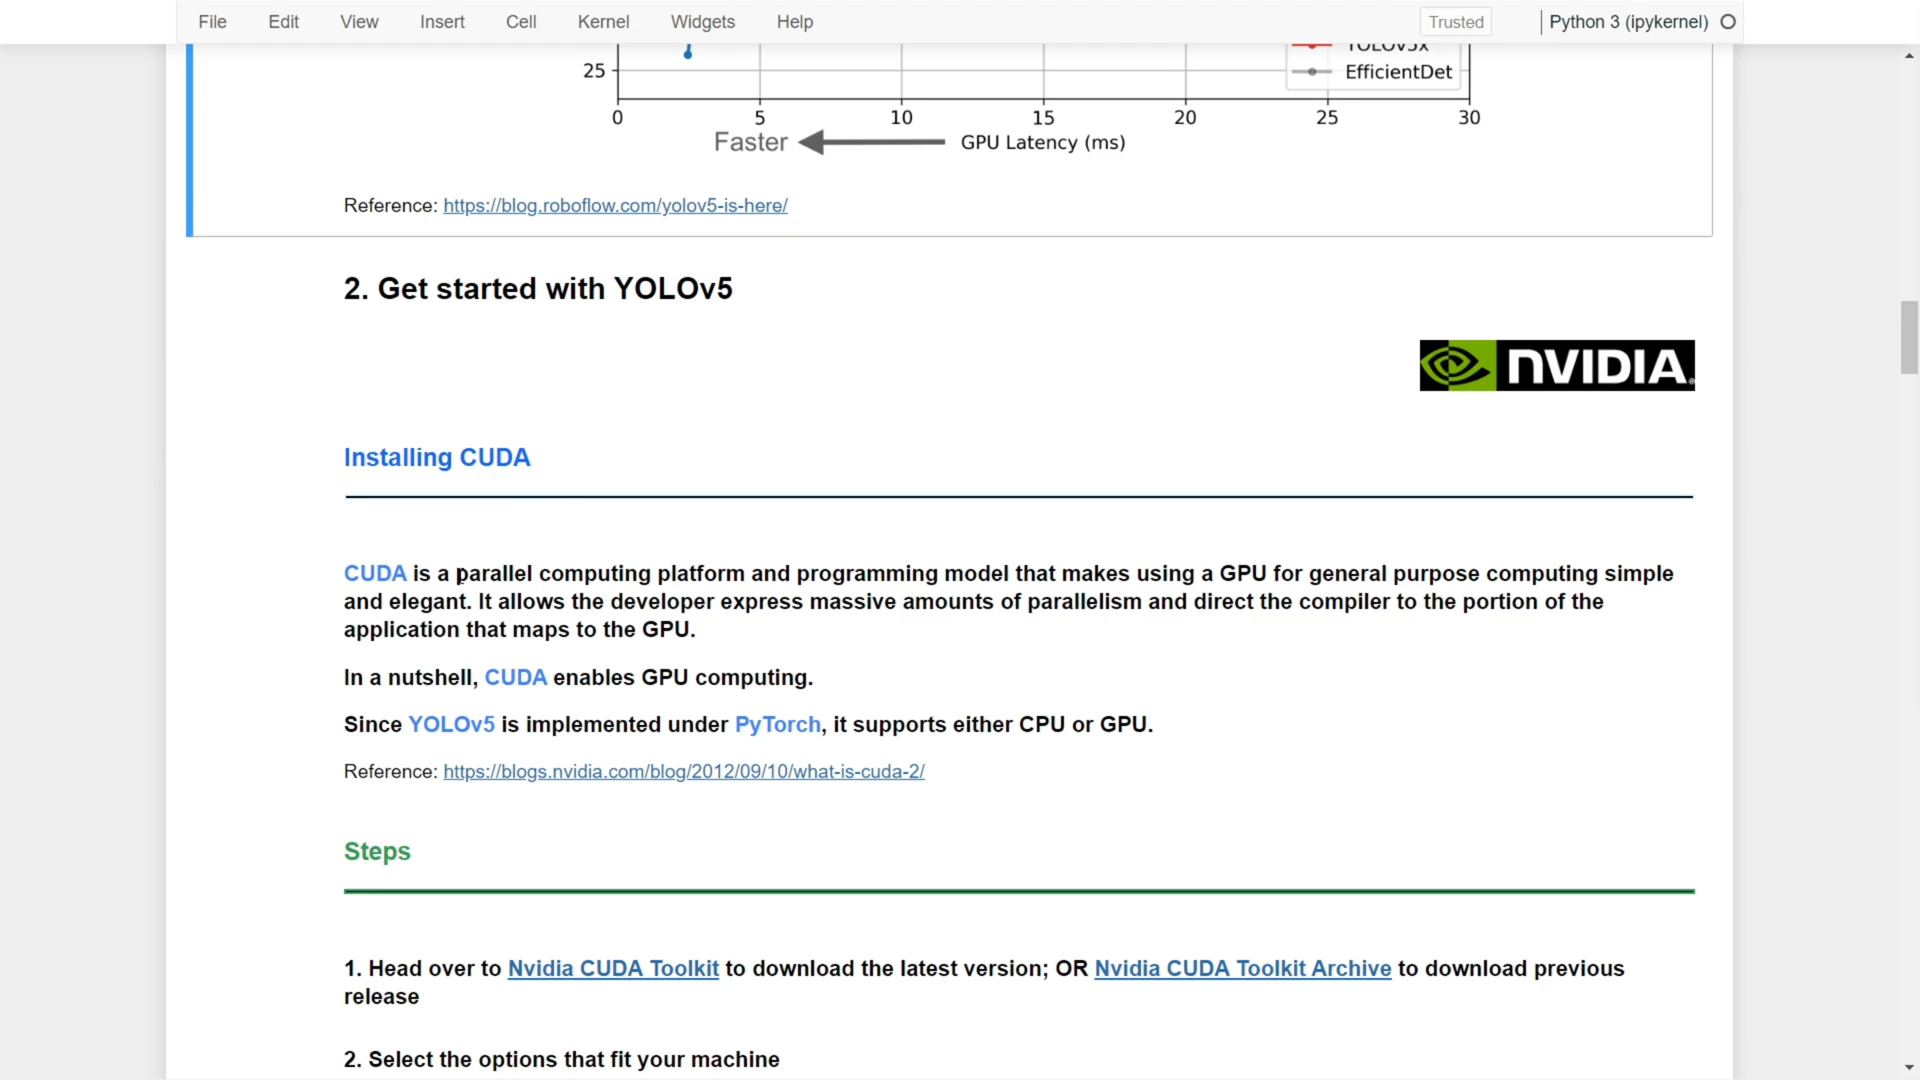 File Edit View Insert Cell Kernel Widgets Help Trusted Python 3 (ipykernel)
YOLOv5x
25 EfficientDet
0 5 10 15 20 25 30
Faster GPU Latency (ms)
Reference: https://blog.roboflow.com/yolov5-is-here/
2. Get started with YOLOv5
NVIDIA
Installing CUDA
CUDA is a parallel computing platform and programming model that makes using a GPU for general purpose computing simple
and elegant. It allows the developer express massive amounts of parallelism and direct the compiler to the portion of the
application that maps to the GPU.
In a nutshell, CUDA enables GPU computing.
Since YOLOv5 is implemented under PyTorch, it supports either CPU or GPU.
Reference: https://blogs.nvidia.com/blog/2012/09/10/what-is-cuda-2/
Steps
1. Head over to Nvidia CUDA Toolkit to download the latest version; OR Nvidia CUDA Toolkit Archive to download previous
release
2. Select the options that fit your machine